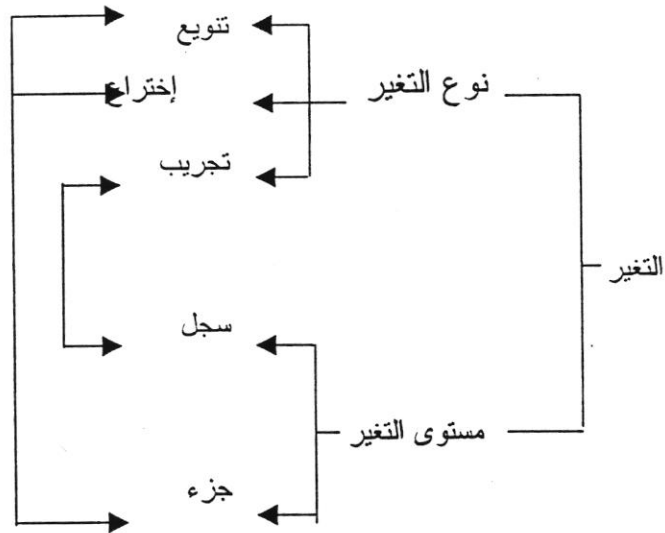 تنويع
إختراع
نوع التغير
تجريب
التغير
سجل
مستوى التغير
جزء